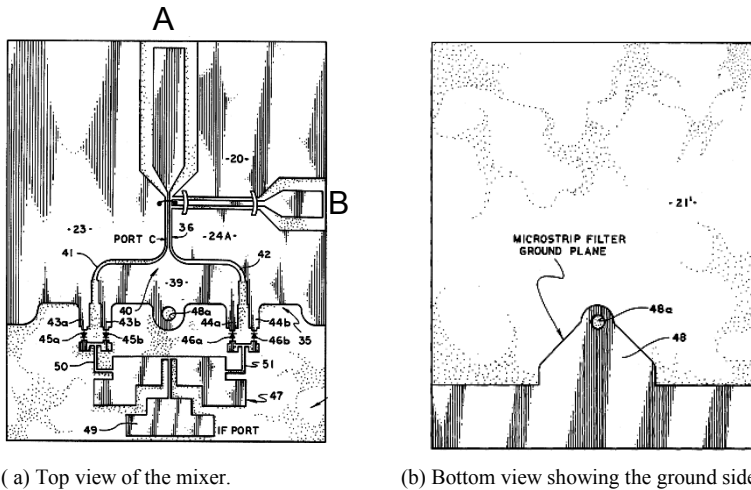 A
-20-
B
-23-
PORT C
36
-24A-
41
42
-39-
40
48a
43a
43b
44a
44b
45a
45b
46a
46b
35
50
51
47
49
IF PORT
( a) Top view of the mixer.
-21'-
MICROSTRIP FILTER
GROUND PLANE
48a
48
(b) Bottom view showing the ground side